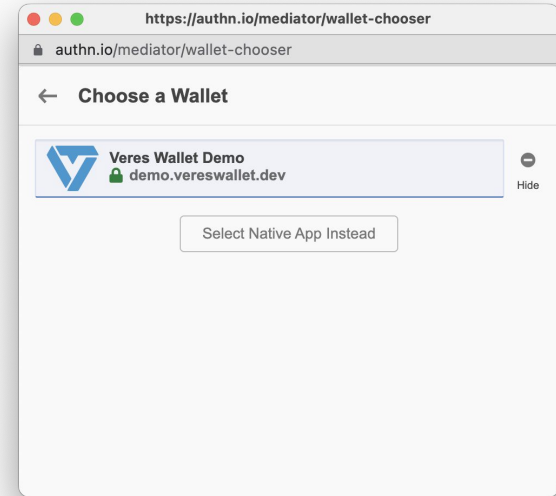 https://authn.io/mediator/wallet-chooser
authn.io/mediator/wallet-chooser
Choose a Wallet
Veres Wallet Demo
demo.vereswallet.dev
Hide
Select Native App Instead